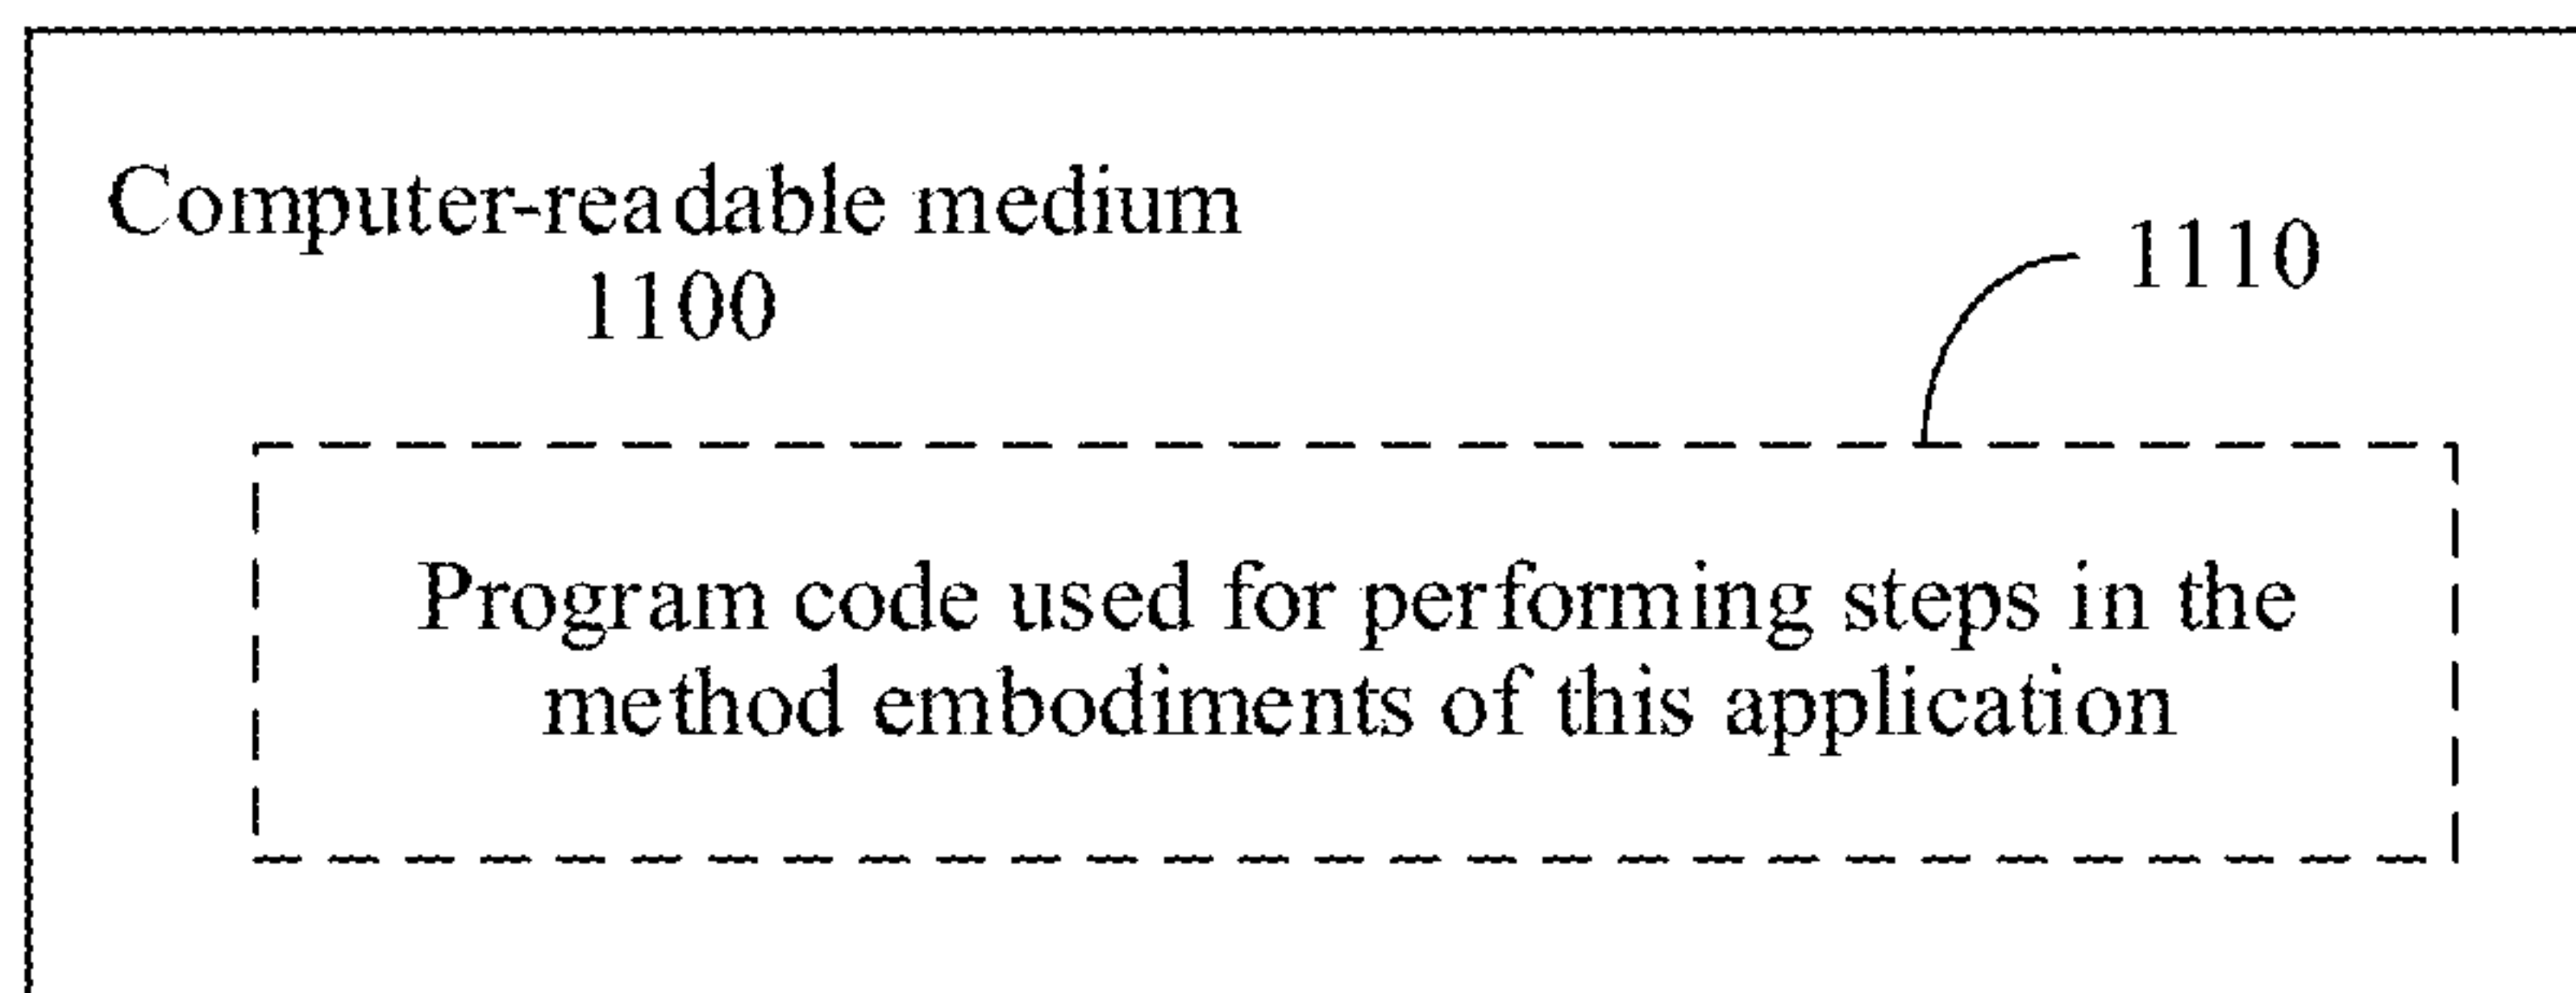 Computer-readable medium
1100
1110
Program code used for performing steps in the
method embodiments of this application